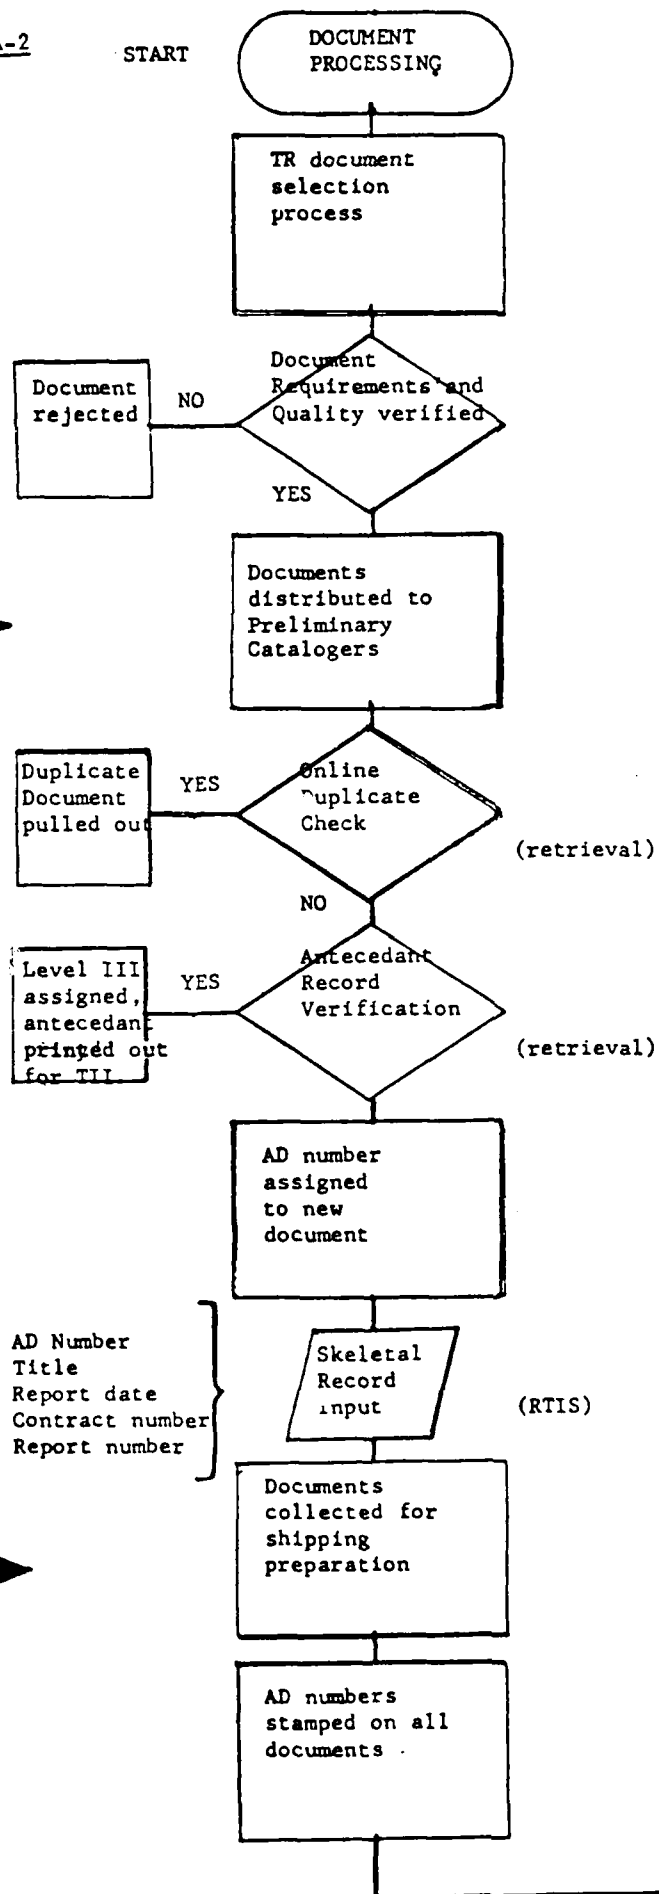 A-2
START
DOCUMENT
PROCESSING
TR document
selection
process
Document
Requirements and
Quality verified
NO
Document
rejected
YES
Documents
distributed to
Preliminary
Catalogers
Online
Duplicate
Check
YES
Duplicate
Document
pulled out
(retrieval)
NO
Antecedant
Record
Verification
YES
Level III
assigned,
antecedant
printed out
for TII
(retrieval)
AD number
assigned
to new
document
AD Number
Title
Report date
Contract number
Report number
Skeletal
Record
input
(RTIS)
Documents
collected for
shipping
preparation
AD numbers
stamped on all
documents